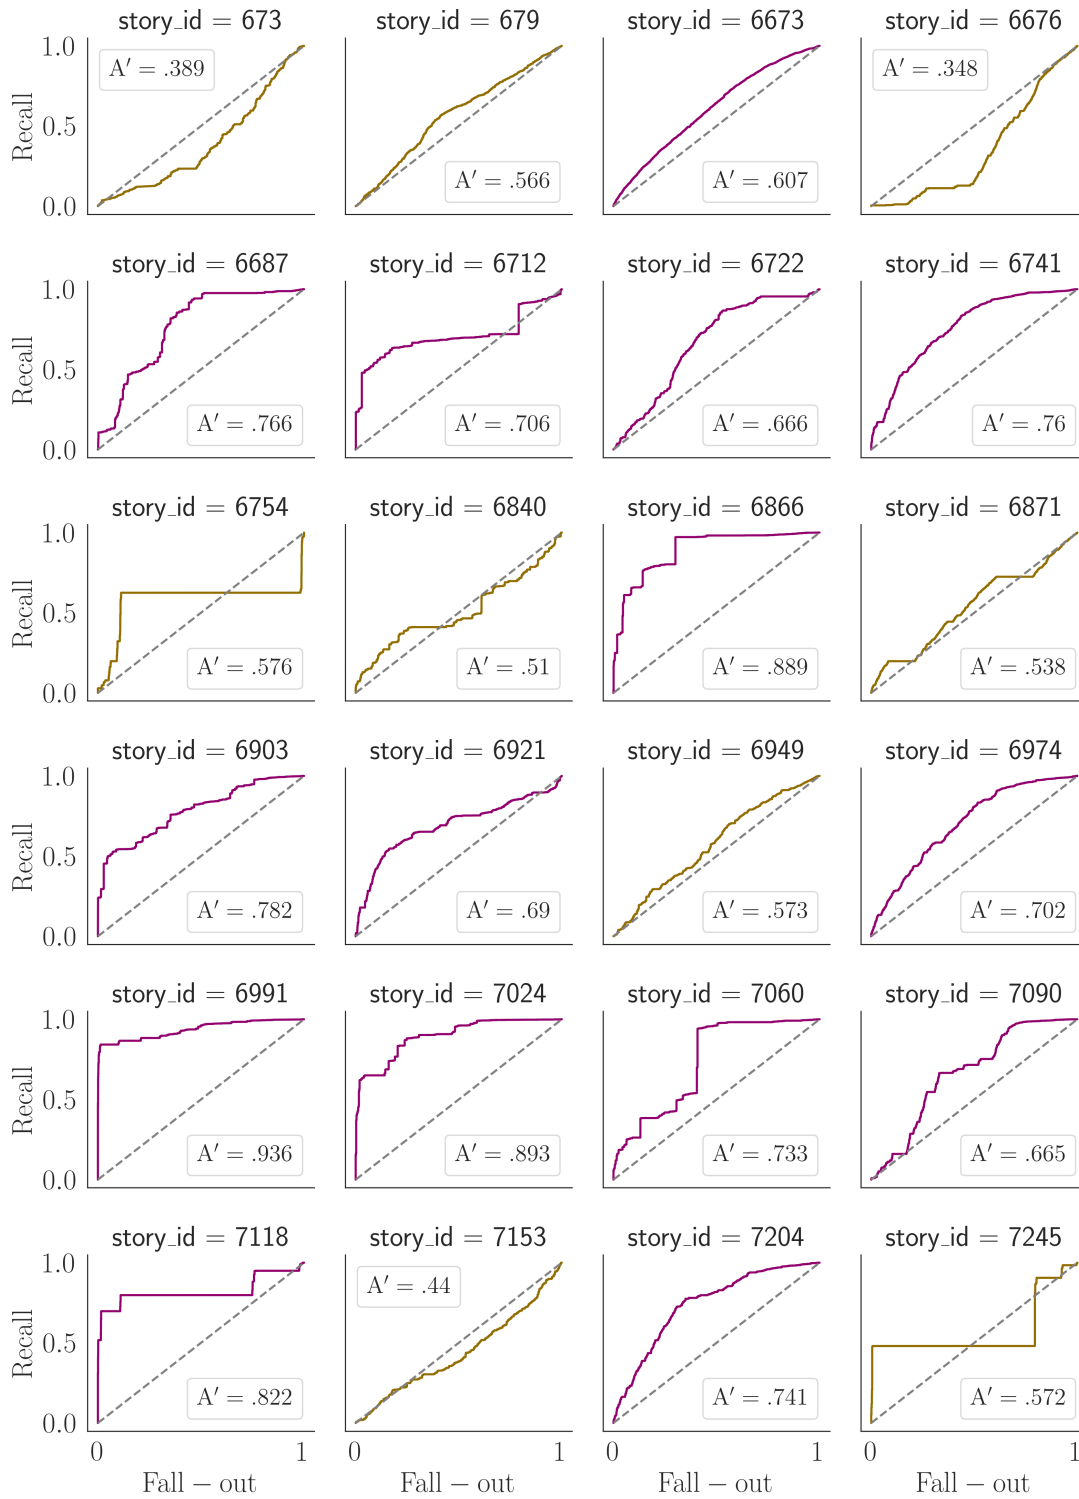 story_id = 673 story_id = 679 story_id = 6673 story_id = 6676
1.0 A′ = .389 A′ = .348
Recall 0.5
A′ = .566 A′ = .607
0.0
story_id = 6687 story_id = 6712 story_id = 6722 story_id = 6741
1.0
Recall 0.5
A′ = .766 A′ = .706 A′ = .666 A′ = .76
0.0
story_id = 6754 story_id = 6840 story_id = 6866 story_id = 6871
1.0
Recall 0.5
A′ = .576 A′ = .51 A′ = .889 A′ = .538
0.0
story_id = 6903 story_id = 6921 story_id = 6949 story_id = 6974
1.0
Recall 0.5
A′ = .782 A′ = .69 A′ = .573 A′ = .702
0.0
story_id = 6991 story_id = 7024 story_id = 7060 story_id = 7090
1.0
Recall 0.5
A′ = .936 A′ = .893 A′ = .733 A′ = .665
0.0
story_id = 7118 story_id = 7153 story_id = 7204 story_id = 7245
1.0
A′ = .44
Recall 0.5
A′ = .822 A′ = .741 A′ = .572
0.0
0 1 0 1 0 1 0 1
Fall − out Fall − out Fall − out Fall − out